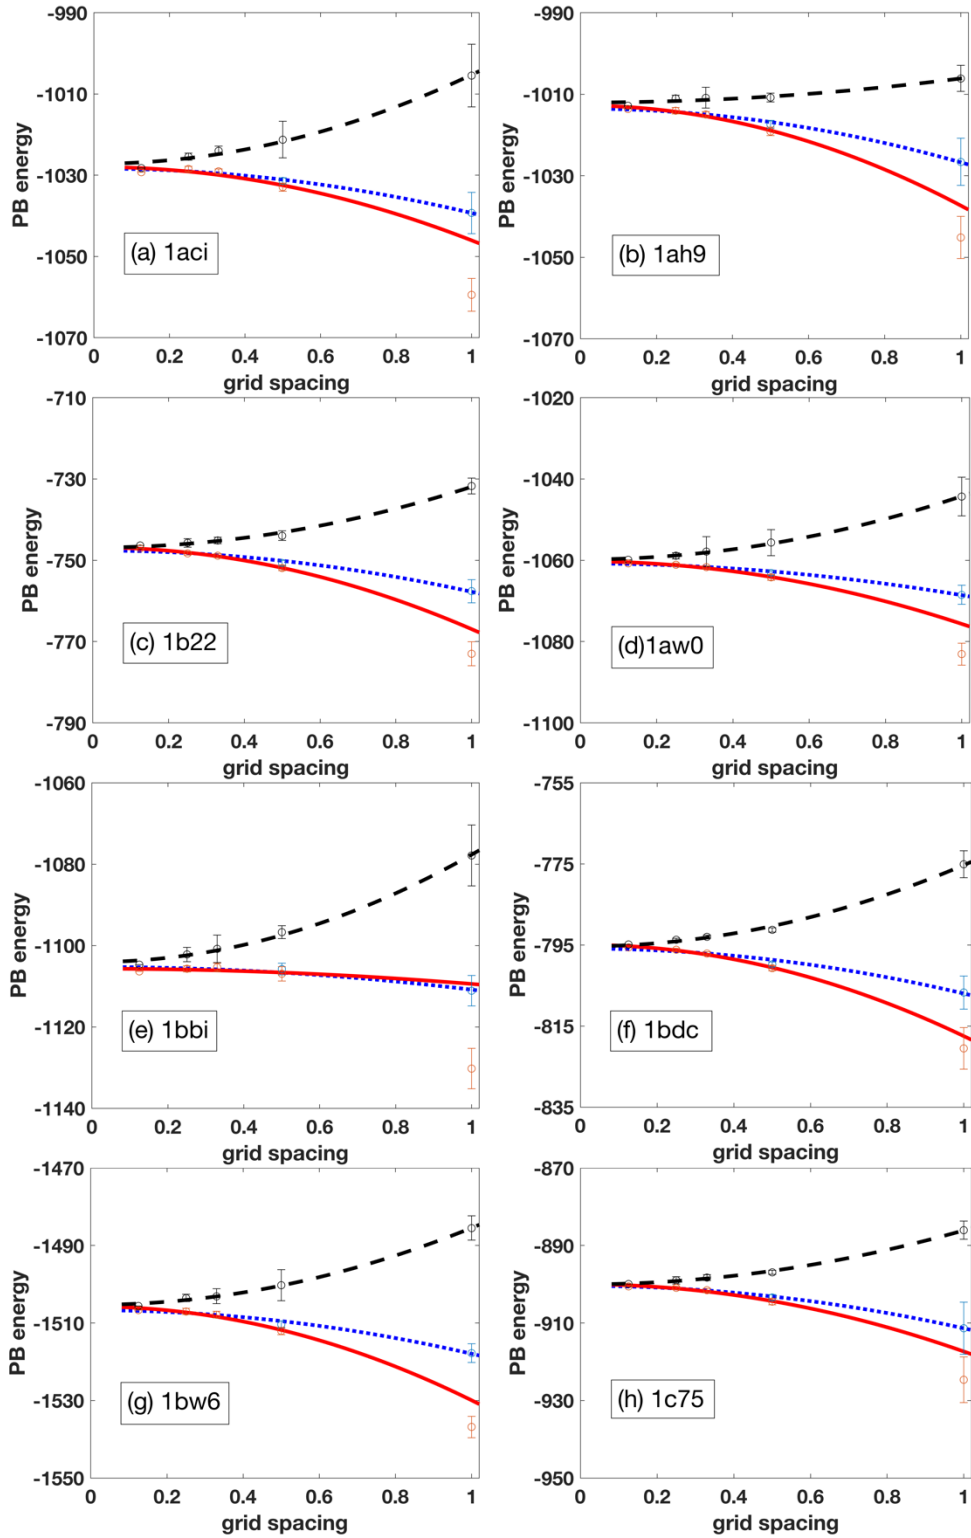 -990
-1010
-1030
-1050
-1070
PB energy
(a) 1aci
0 0.2 0.4 0.6 0.8 1
grid spacing
-990
-1010
-1030
-1050
-1070
PB energy
(b) 1ah9
0 0.2 0.4 0.6 0.8 1
grid spacing
-710
-730
-750
-770
-790
PB energy
(c) 1b22
0 0.2 0.4 0.6 0.8 1
grid spacing
-1020
-1040
-1060
-1080
-1100
PB energy
(d)1aw0
0 0.2 0.4 0.6 0.8 1
grid spacing
-1060
-1080
-1100
-1120
-1140
PB energy
(e) 1bbi
0 0.2 0.4 0.6 0.8 1
grid spacing
-755
-775
-795
-815
-835
PB energy
(f) 1bdc
0 0.2 0.4 0.6 0.8 1
grid spacing
-1470
-1490
-1510
-1530
-1550
PB energy
(g) 1bw6
0 0.2 0.4 0.6 0.8 1
grid spacing
-870
-890
-910
-930
-950
PB energy
(h) 1c75
0 0.2 0.4 0.6 0.8 1
grid spacing